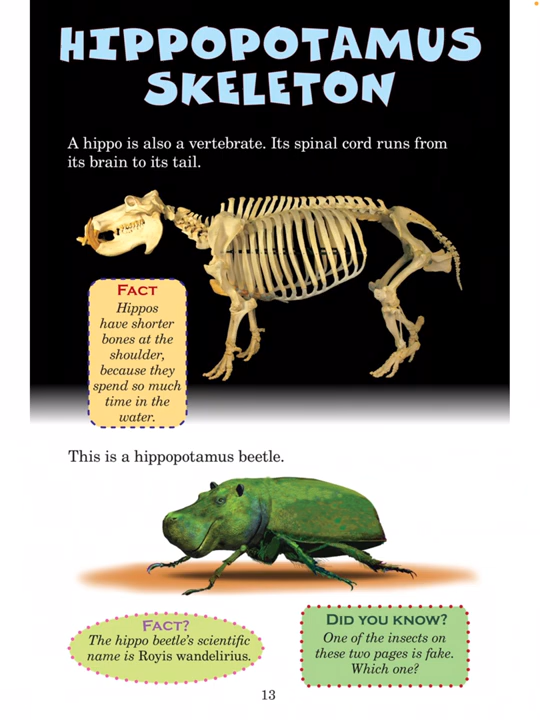 HIPPOPOTAMUS
SKELETON
A hippo is also a vertebrate. Its spinal cord runs from
its brain to its tail.
FACT
Hippos
have shorter
bones at the
shoulder,
because they
spend so much
time in the
water.
This is a hippopotamus beetle.
FACT?
The hippo beetle's scientific
name is Royis wandelirius.
DID YOU KNOW?
One of the insects on
these two pages is fake.
Which one?
13